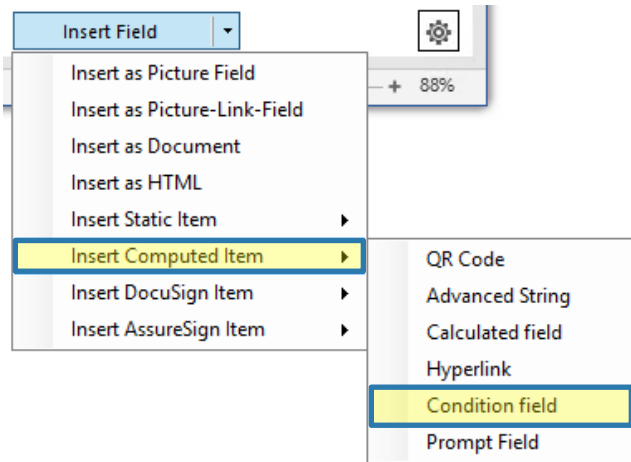 Insert Field
88%
Insert as Picture Field
Insert as Picture-Link-Field
Insert as Document
Insert as HTML
Insert Static Item
Insert Computed Item
Insert DocuSign Item
Insert AssureSign Item
QR Code
Advanced String
Calculated field
Hyperlink
Condition field
Prompt Field